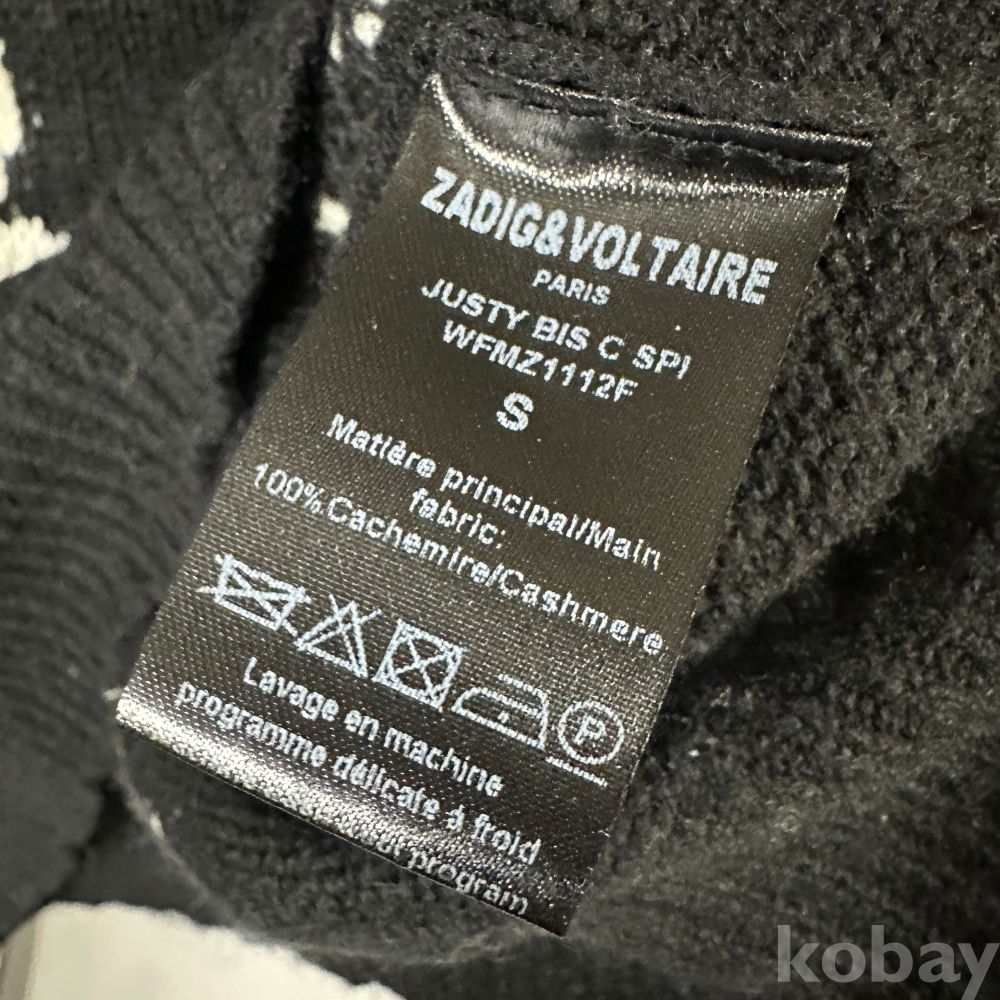 ZADIG&VOLTAIRE
PARIS
JUSTY BIS C SPI
WFMZ1112F
S
Matière principal/Main
fabric:
100%Cachemire/Cashmere
P
Lavage en machine
programme délicate à froid
program
kobay